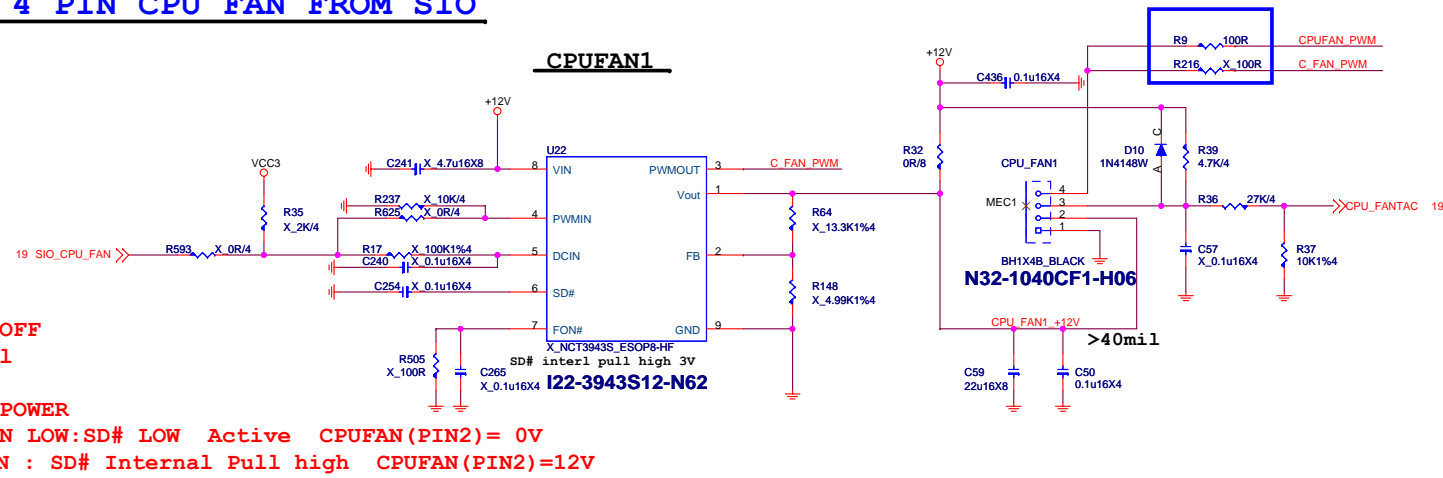 4 PIN CPU FAN FROM SIO
CPUFAN1
+12V
+12V
C436 0.1u16X4
R9 100R CPUFAN_PWM
R216 X_100R C_FAN_PWM
VCC3
C241 X_4.7u16X8
R237 X_10K/4
R625 X_0R/4
R35
X_2K/4
19 SIO_CPU_FAN R593 X_0R/4
R17 X_100K1%4
C240 X_0.1u16X4
C254 X_0.1u16X4
U22
8 VIN
4 PWMIN
5 DCIN
6 SD#
7 FON#
PWMOUT 3 C_FAN_PWM
Vout 1
FB 2
GND 9
X_NCT3943S_ESOP8-HF
SD# interl pull high 3V
I22-3943S12-N62
R505
X_100R
C265
X_0.1u16X4
R64
X_13.3K1%4
R148
X_4.99K1%4
R32
0R/8
CPU_FAN1
MEC1
4
3
2
1
BH1X4B_BLACK
N32-1040CF1-H06
D10
1N4148W
C
A
R39
4.7K/4
R36 27K/4 CPU_FANTAC 19
C57
X_0.1u16X4
R37
10K1%4
CPU_FAN1_+12V
>40mil
C59
22u16X8
C50
0.1u16X4
OFF
POWER
N LOW:SD# LOW Active CPUFAN(PIN2)= 0V
N : SD# Internal Pull high CPUFAN(PIN2)=12V